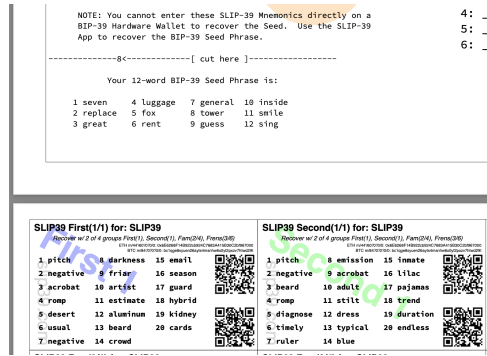 NOTE: You cannot enter these SLIP-39 Mnemonics directly on a
BIP-39 Hardware Wallet to recover the Seed. Use the SLIP-39
App to recover the BIP-39 Seed Phrase.
--------------8<--------------[ cut here ]------------------
Your 12-word BIP-39 Seed Phrase is:
1 seven 4 luggage 7 general 10 inside
2 replace 5 fox 8 tower 11 smile
3 great 6 rent 9 guess 12 sing
4: _
5: _
6: _
SLIP39 First(1/1) for: SLIP39
Recover w/ 2 of 4 groups First(1), Second(1), Fam(2/4), Frens(3/6)
1 pitch 8 darkness 15 email
2 negative 9 friar 16 season
3 acrobat 10 artist 17 guard
4 romp 11 estimate 18 hybrid
5 desert 12 aluminum 19 kidney
6 usual 13 beard 20 cards
7 negative 14 crowd
First 1
SLIP39
SLIP39 Second(1/1) for: SLIP39
Recover w/ 2 of 4 groups First(1), Second(1), Fam(2/4), Frens(3/6)
1 pitch 8 emission 15 inmate
2 negative 9 acrobat 16 lilac
3 beard 10 adult 17 pajamas
4 romp 11 still 18 trend
5 diagnose 12 dress 19 duration
6 timely 13 typical 20 endless
7 ruler 14 blue
Second 1
SLIP39